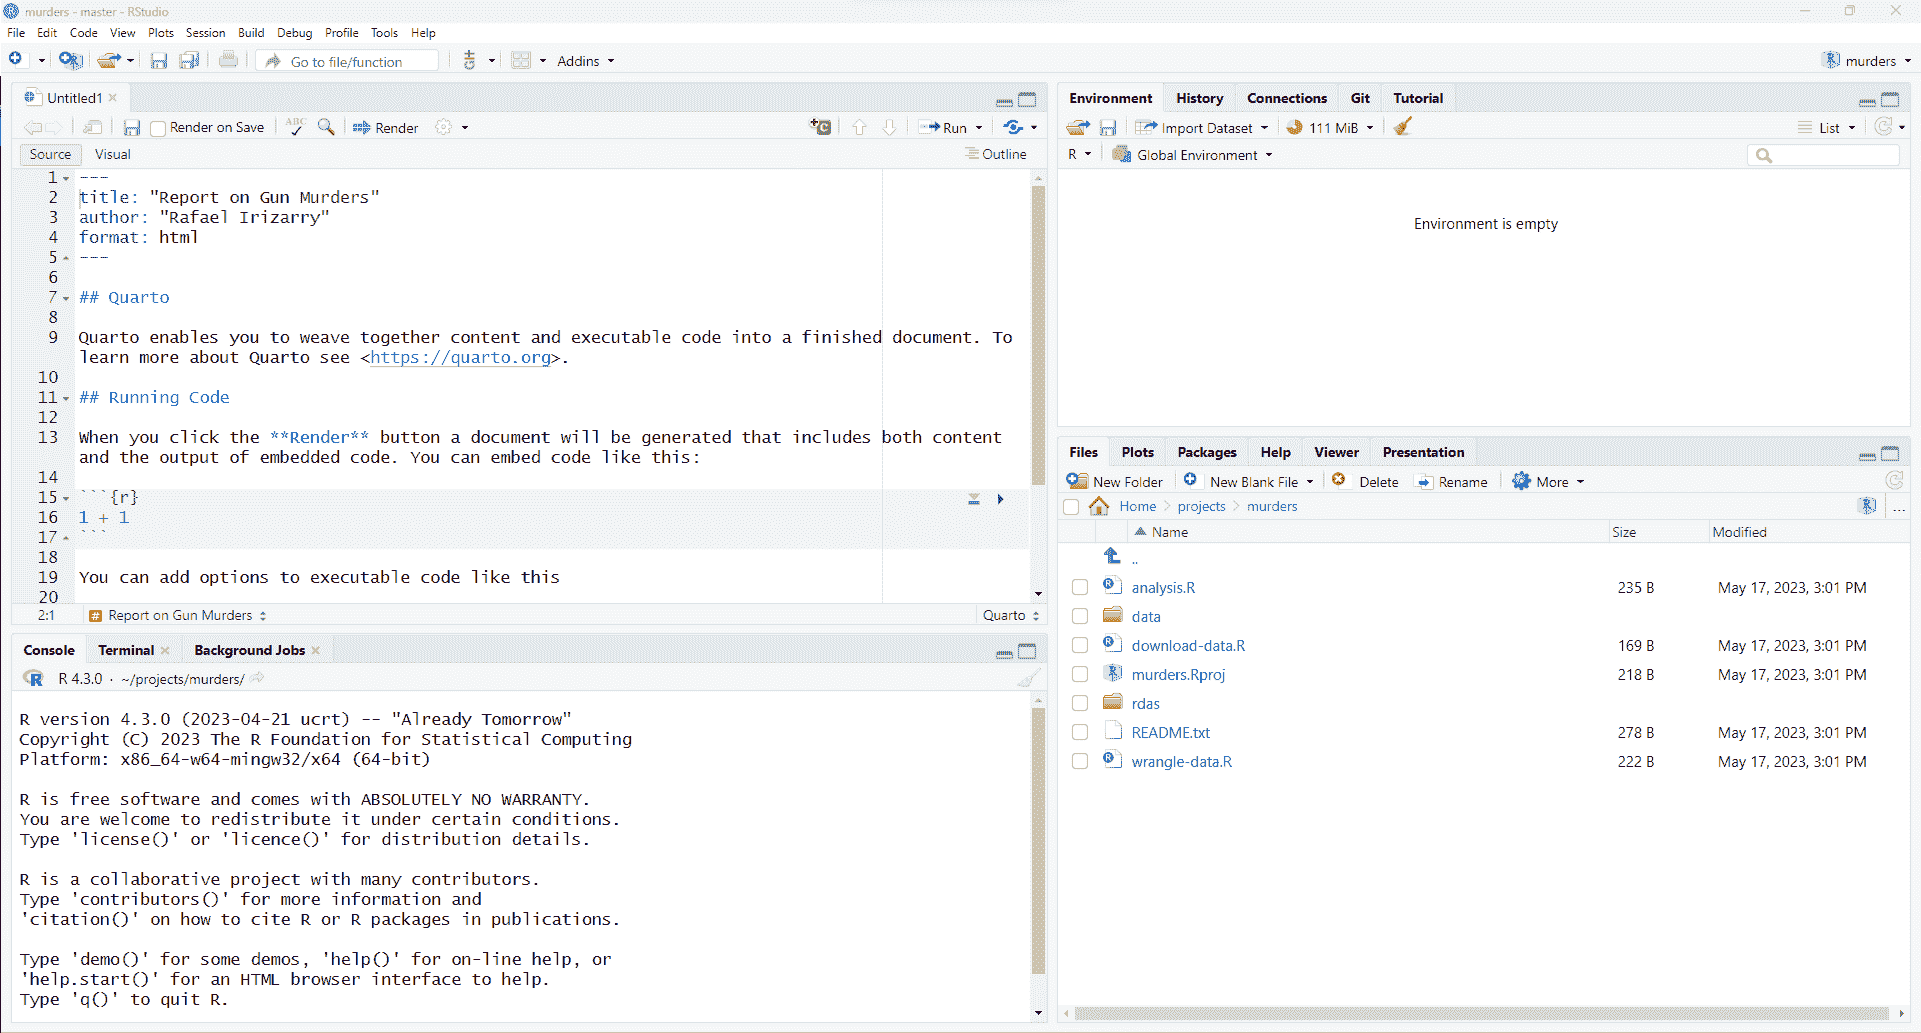 murders - master - RStudio
File Edit Code View Plots Session Build Debug Profile Tools Help
Go to file/function Addins murders
Untitled1
Render on Save ABC Render Run
Source Visual Outline
1 ---
2 title: "Report on Gun Murders"
3 author: "Rafael Irizarry"
4 format: html
5 ---
6
7 ## Quarto
8
9 Quarto enables you to weave together content and executable code into a finished document. To
learn more about Quarto see <https://quarto.org>.
10
11 ## Running Code
12
13 When you click the **Render** button a document will be generated that includes both content
and the output of embedded code. You can embed code like this:
14
15 ```{r}
16 1 + 1
17 ```
18
19 You can add options to executable code like this
20
2:1 Report on Gun Murders Quarto
Console Terminal Background Jobs
R 4.3.0 · ~/projects/murders/
R version 4.3.0 (2023-04-21 ucrt) -- "Already Tomorrow"
Copyright (C) 2023 The R Foundation for Statistical Computing
Platform: x86_64-w64-mingw32/x64 (64-bit)
R is free software and comes with ABSOLUTELY NO WARRANTY.
You are welcome to redistribute it under certain conditions.
Type 'license()' or 'licence()' for distribution details.
R is a collaborative project with many contributors.
Type 'contributors()' for more information and
'citation()' on how to cite R or R packages in publications.
Type 'demo()' for some demos, 'help()' for on-line help, or
'help.start()' for an HTML browser interface to help.
Type 'q()' to quit R.
Environment History Connections Git Tutorial
Import Dataset 111 MiB List
R Global Environment
Environment is empty
Files Plots Packages Help Viewer Presentation
New Folder New Blank File Delete Rename More
Home projects murders ...
Name Size Modified
..
analysis.R 235 B May 17, 2023, 3:01 PM
data
download-data.R 169 B May 17, 2023, 3:01 PM
murders.Rproj 218 B May 17, 2023, 3:01 PM
rdas
README.txt 278 B May 17, 2023, 3:01 PM
wrangle-data.R 222 B May 17, 2023, 3:01 PM